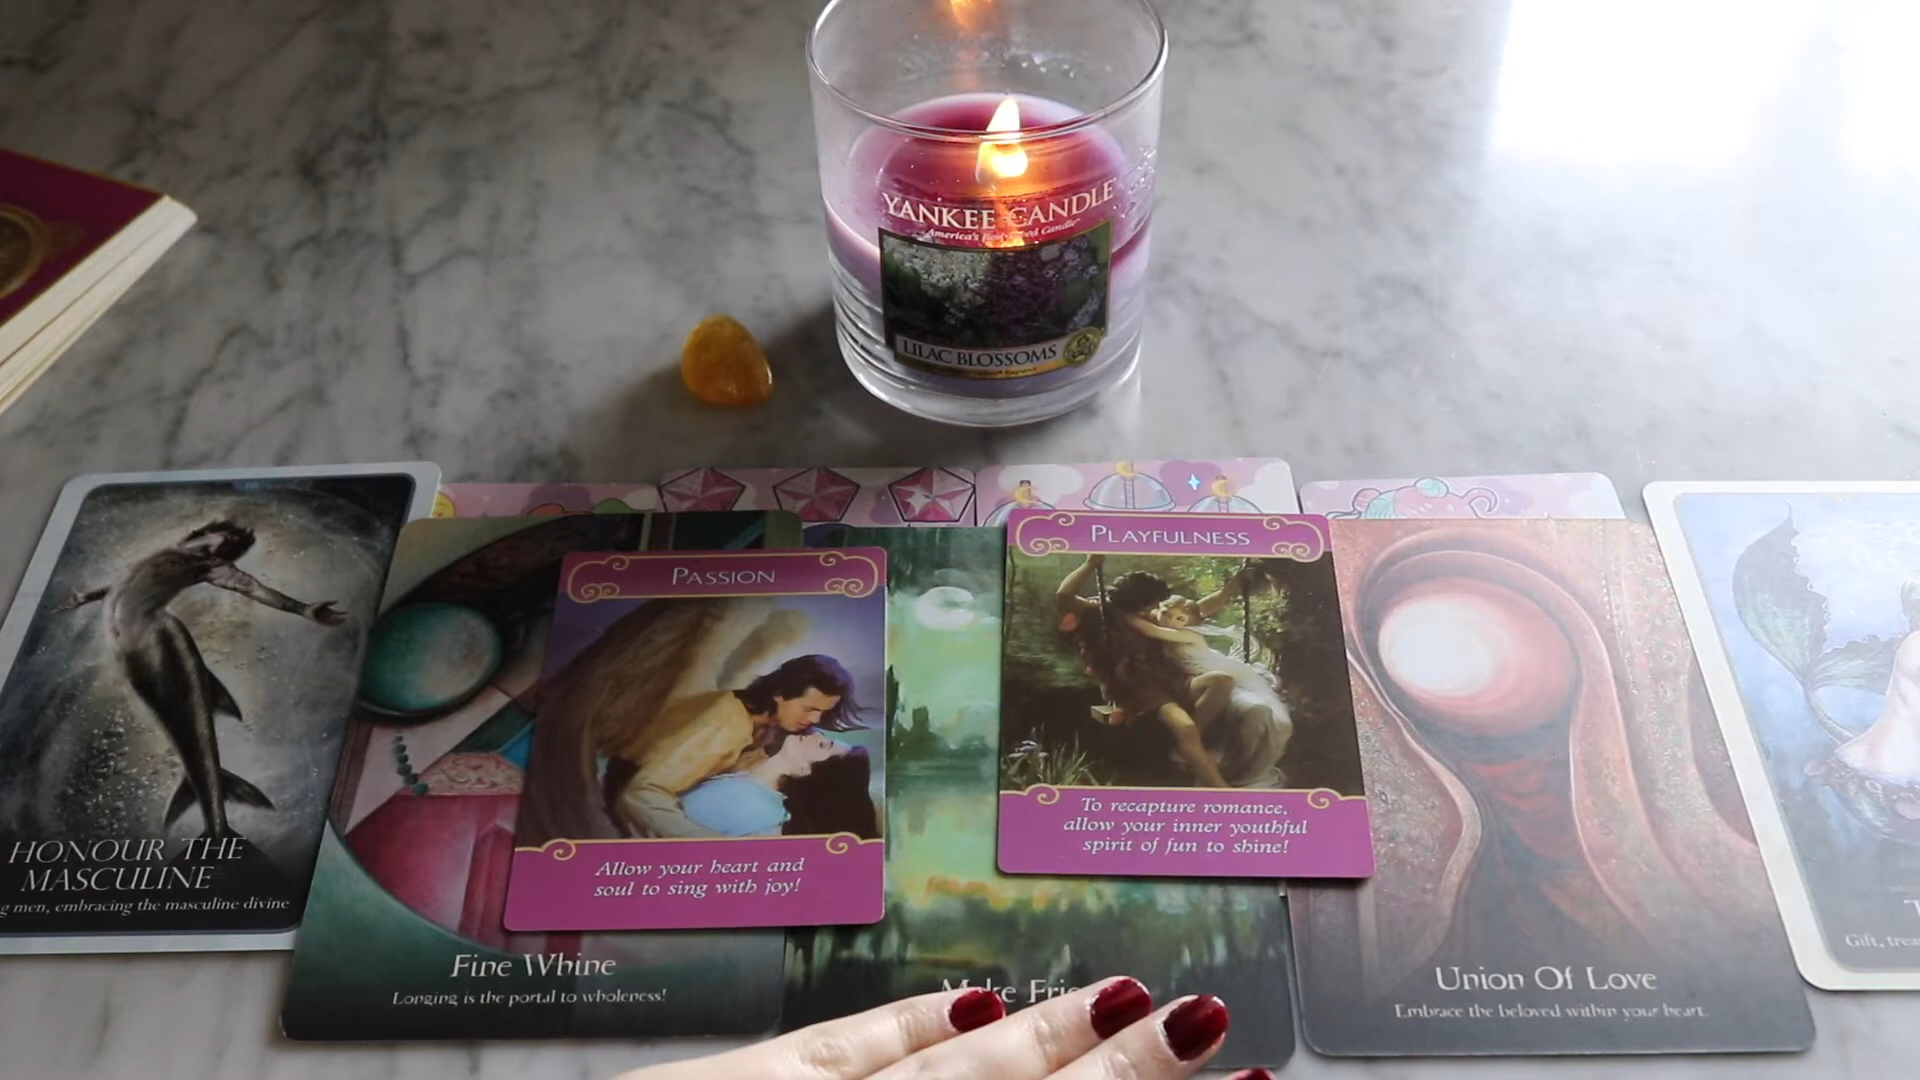 YANKEE CANDLE
LILAC BLOSSOMS
PLAYFULNESS
PASSION
To recapture romance,
allow your inner youthful
spirit of fun to shine!
HONOUR THE
MASCULINE
men, embracing the masculine divine
Allow your heart and
soul to sing with joy!
Fine Whine
Longing is the portal to wholeness!
Union Of Love
Embrace the beloved within your heart.
Gift,